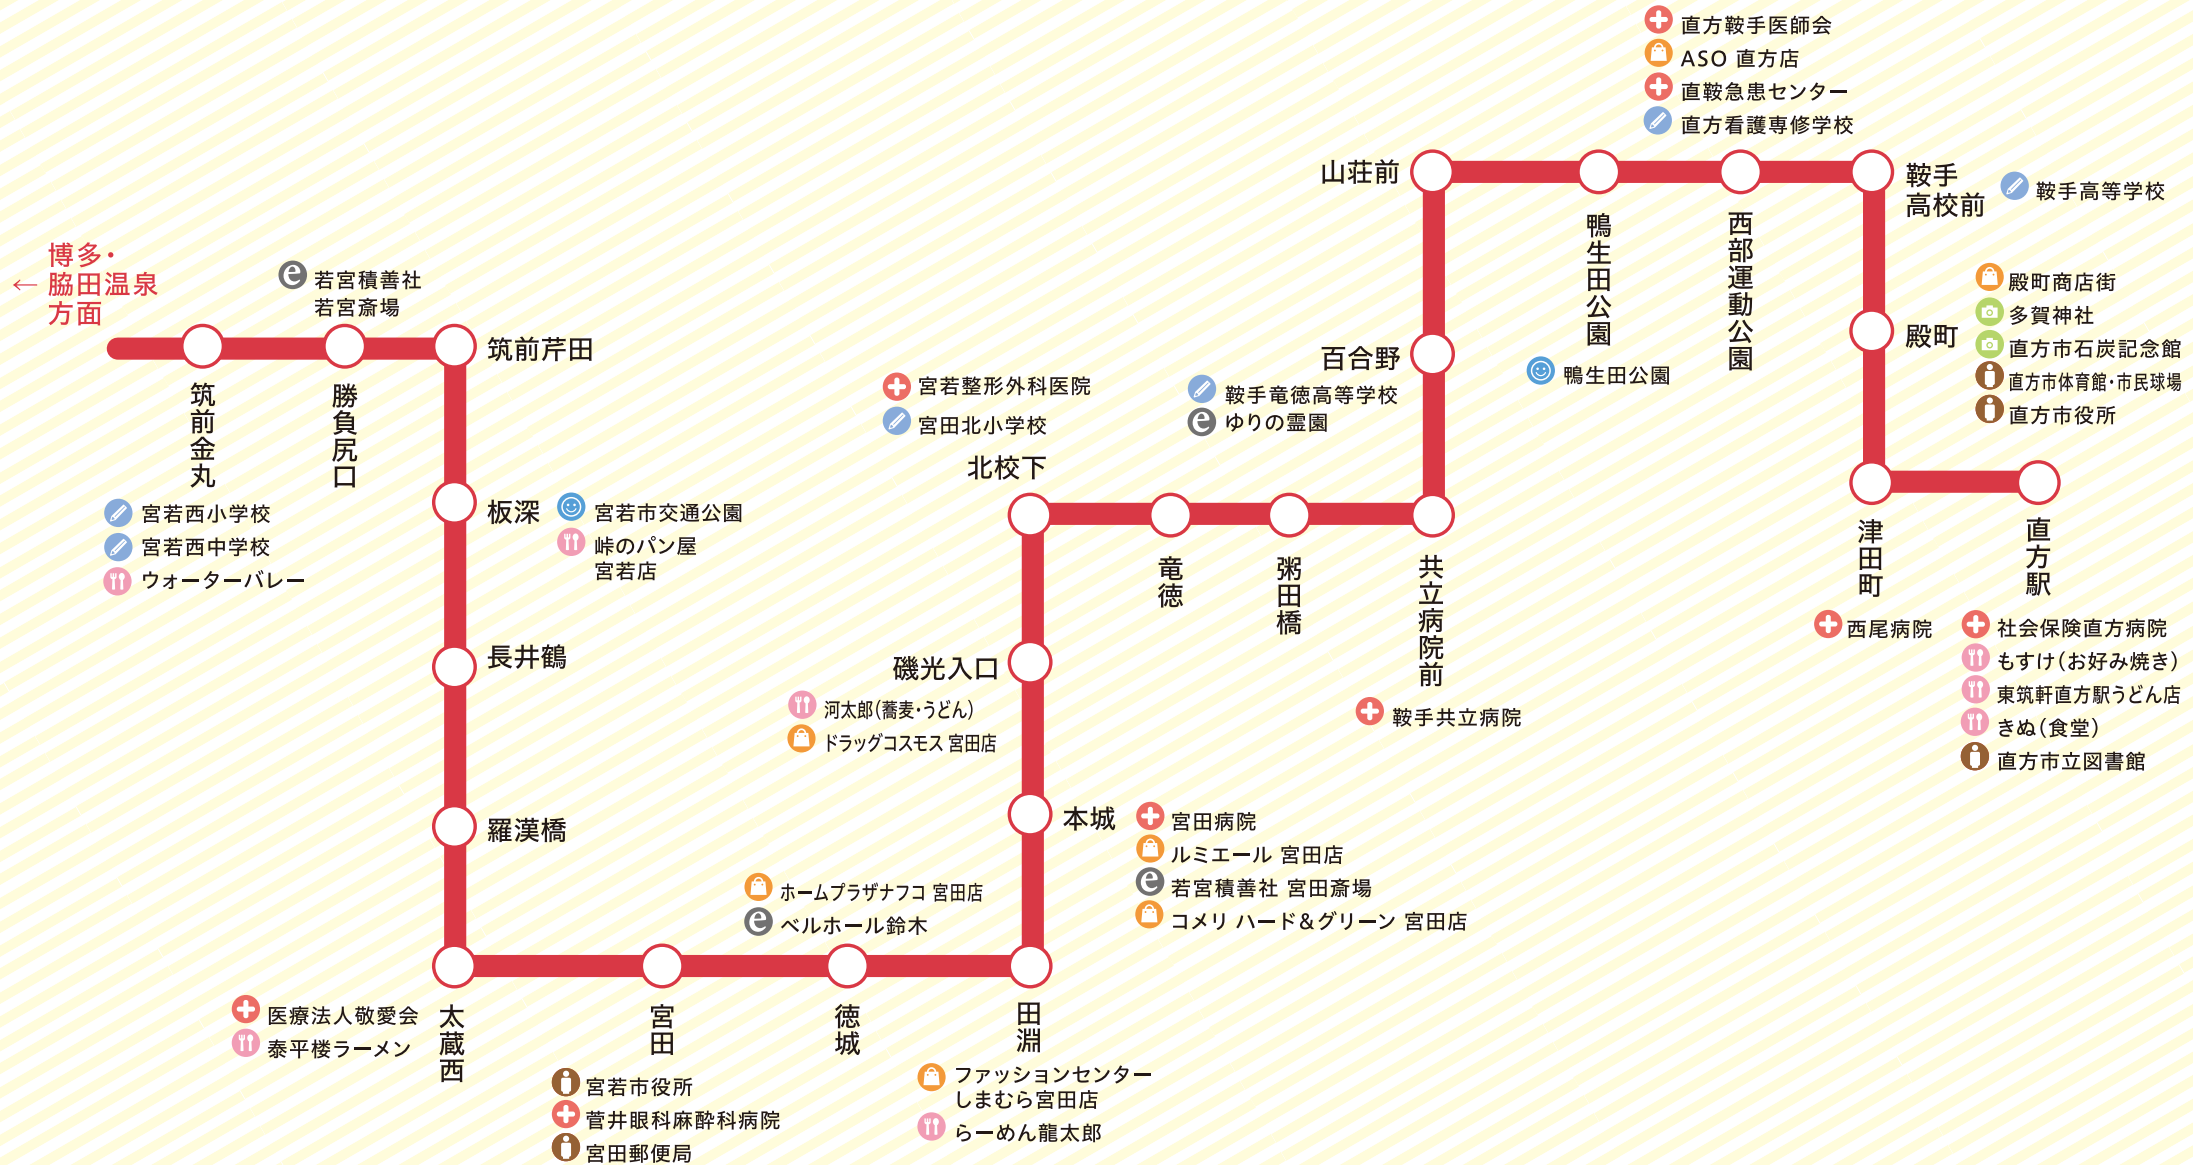 博多・
脇田温泉
方面
←
筑前金丸
宮若西小学校
宮若西中学校
ウォーターバレー
若宮積善社
若宮斎場
勝負尻口
筑前芹田
板深
宮若市交通公園
峠のパン屋
宮若店
長井鶴
羅漢橋
太蔵西
医療法人敬愛会
泰平楼ラーメン
宮田
宮若市役所
菅井眼科麻酔科病院
宮田郵便局
ホームプラザナフコ 宮田店
ベルホール鈴木
徳城
田淵
ファッションセンター
しまむら宮田店
らーめん龍太郎
本城
宮田病院
ルミエール 宮田店
若宮積善社 宮田斎場
コメリ ハード&グリーン 宮田店
磯光入口
河太郎(蕎麦・うどん)
ドラッグコスモス 宮田店
宮若整形外科医院
宮田北小学校
北校下
竜徳
粥田橋
共立病院前
鞍手共立病院
百合野
鞍手竜徳高等学校
ゆりの霊園
山荘前
鴨生田公園
鴨生田公園
西部運動公園
直方鞍手医師会
ASO 直方店
直鞍急患センター
直方看護専修学校
鞍手
高校前
鞍手高等学校
殿町
殿町商店街
多賀神社
直方市石炭記念館
直方市体育館・市民球場
直方市役所
津田町
西尾病院
直方駅
社会保険直方病院
もすけ(お好み焼き)
東筑軒直方駅うどん店
きぬ(食堂)
直方市立図書館